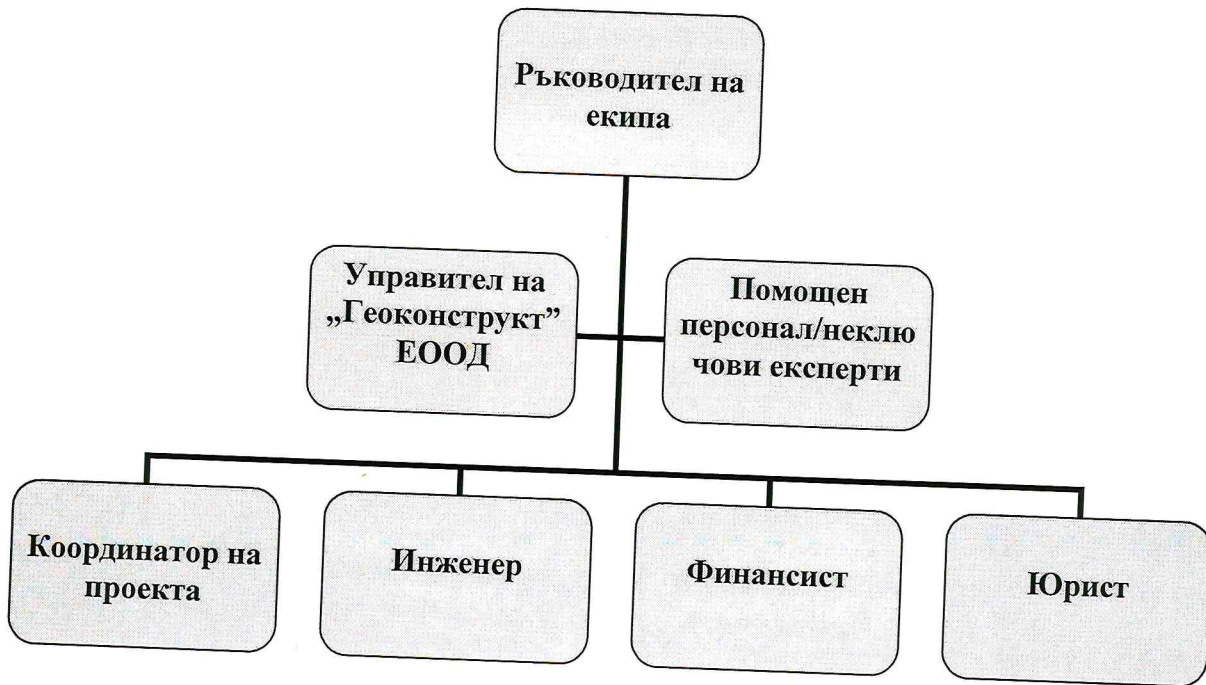 Ръководител на
екипа
Управител на
„Геоконструкт”
ЕООД
Помощен
персонал/неклю
чови експерти
Координатор на
проекта
Инженер
Финансист
Юрист